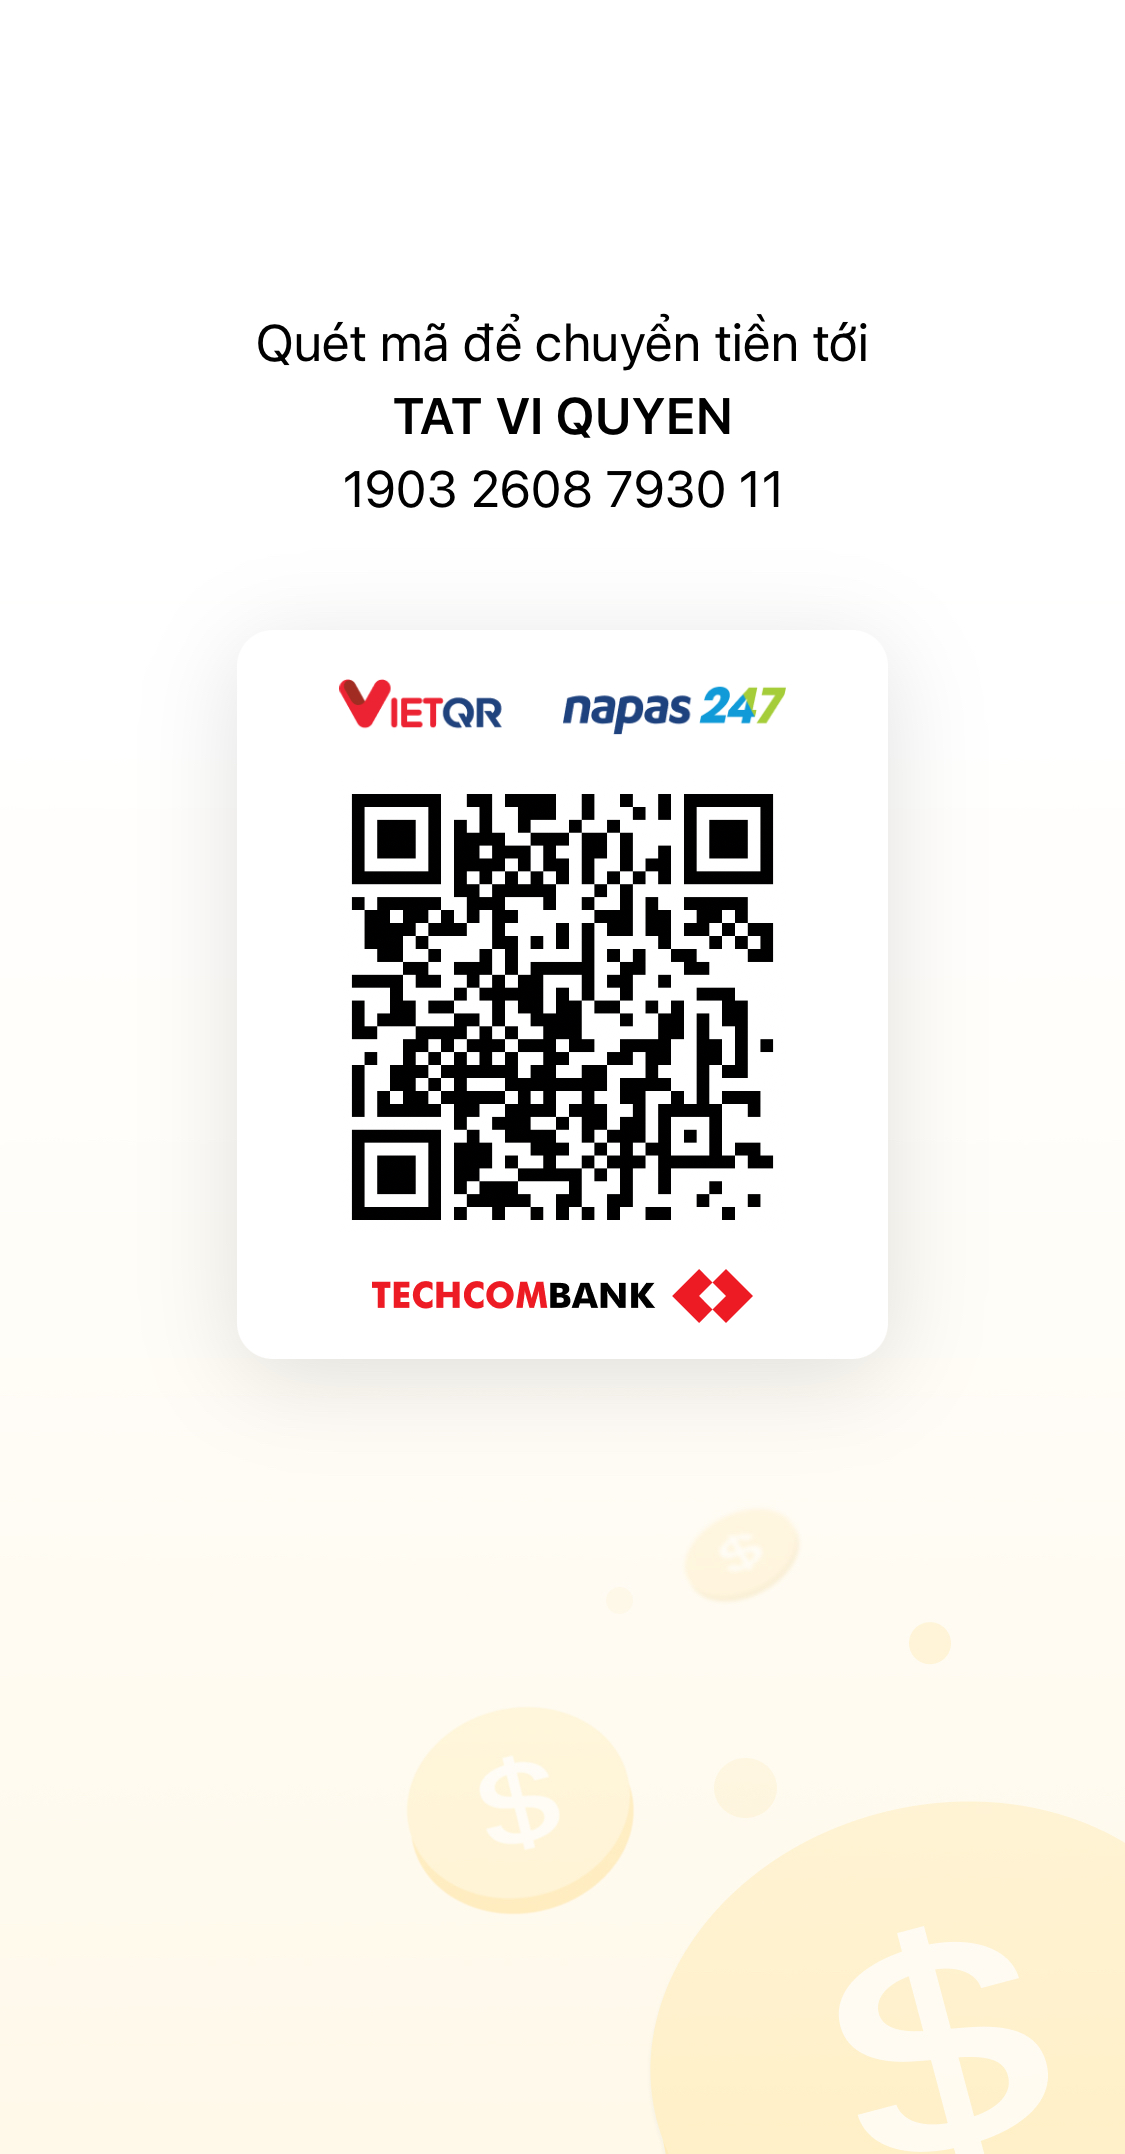 Quét mã để chuyển tiền tới
TAT VI QUYEN
1903 2608 7930 11
VIETQR napas 247
TECHCOMBANK
$
$
$